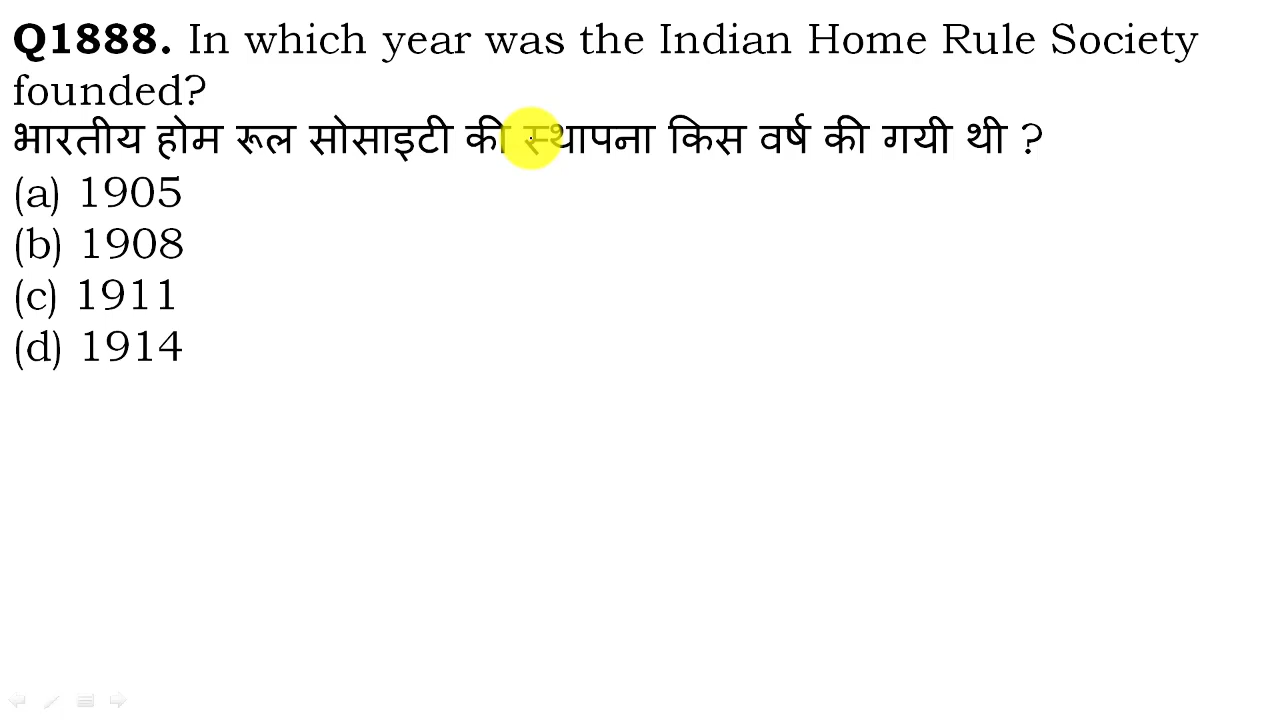 Q1888. In which year was the Indian Home Rule Society
founded?
भारतीय होम रूल सोसाइटी की स्थापना किस वर्ष की गयी थी ?
(a) 1905
(b) 1908
(c) 1911
(d) 1914